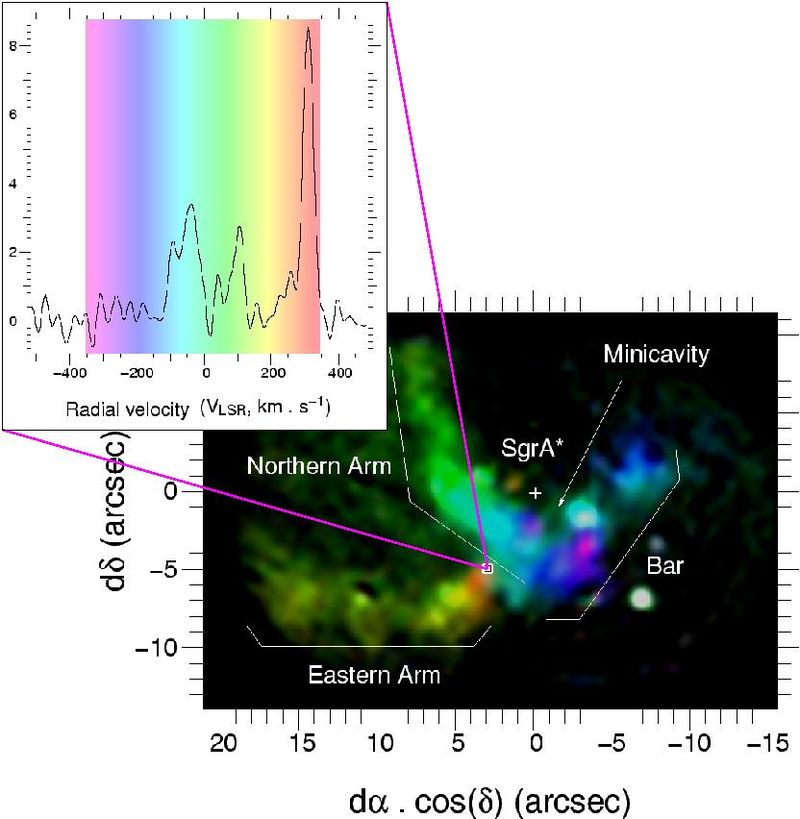 8
6
4
2
0
−400 −200 0 200 400
Radial velocity (VLSR, km . s−1)
Minicavity
SgrA*
Northern Arm
Bar
Eastern Arm
dδ (arcsec)
0
−5
−10
20 15 10 5 0 −5 −10 −15
dα . cos(δ) (arcsec)